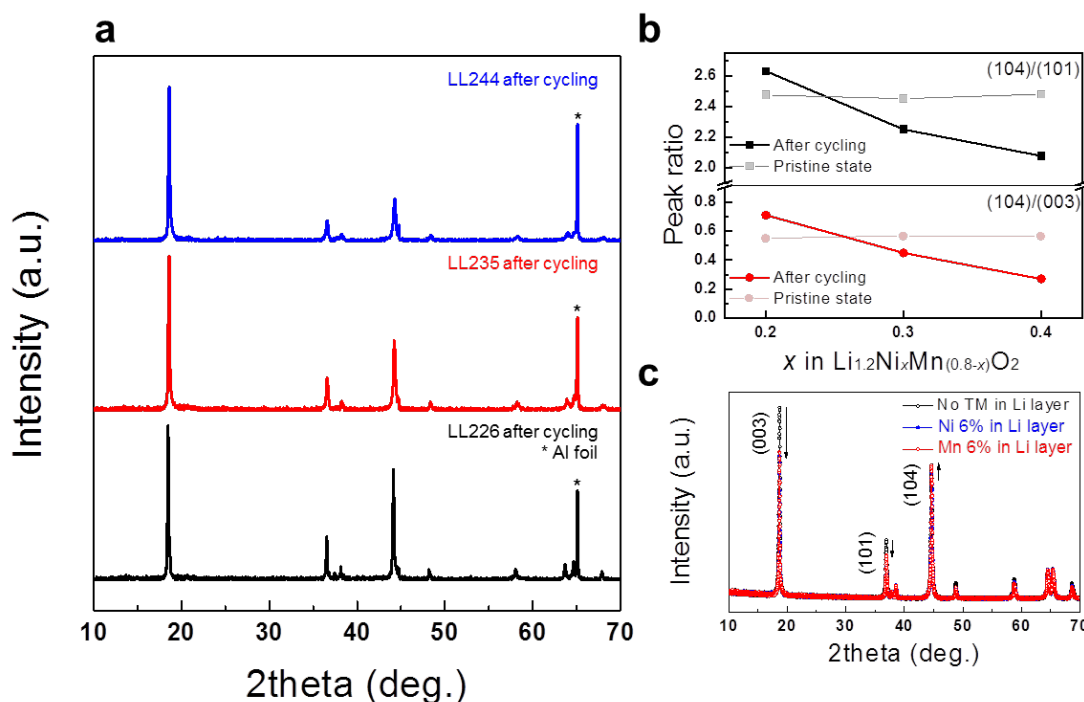 a
LL244 after cycling
*
LL235 after cycling
*
LL226 after cycling
* Al foil
*
Intensity (a.u.)
10 20 30 40 50 60 70
2theta (deg.)
b
(104)/(101)
2.6
2.4
2.2
2.0
After cycling
Pristine state
(104)/(003)
0.8
0.6
0.4
0.2
0.0
After cycling
Pristine state
Peak ratio
0.2 0.3 0.4
x in Li1.2NixMn(0.8-x)O2
c
No TM in Li layer
Ni 6% in Li layer
Mn 6% in Li layer
(003)
(101)
(104)
Intensity (a.u.)
10 20 30 40 50 60 70
2theta (deg.)